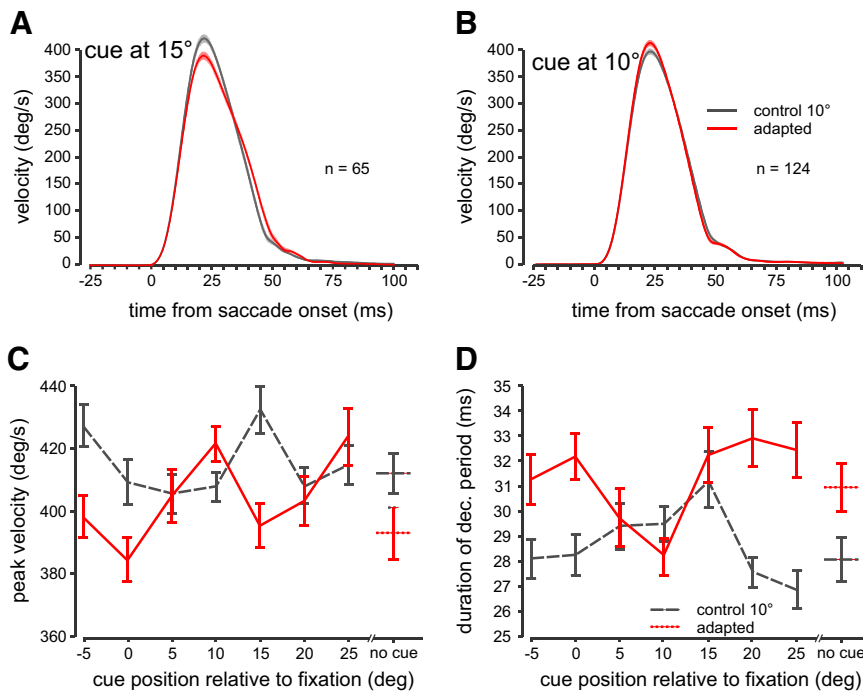 A
cue at 15°
velocity (deg/s)
400
350
300
250
200
150
100
50
0
n = 65
-25 0 25 50 75 100
time from saccade onset (ms)
B
cue at 10°
velocity (deg/s)
400
350
300
250
200
150
100
50
0
control 10°
adapted
n = 124
-25 0 25 50 75 100
time from saccade onset (ms)
C
peak velocity (deg/s)
440
420
400
380
360
-5 0 5 10 15 20 25 no cue
cue position relative to fixation (deg)
D
duration of dec. period (ms)
35
34
33
32
31
30
29
28
27
26
25
control 10°
adapted
-5 0 5 10 15 20 25 no cue
cue position relative to fixation (deg)